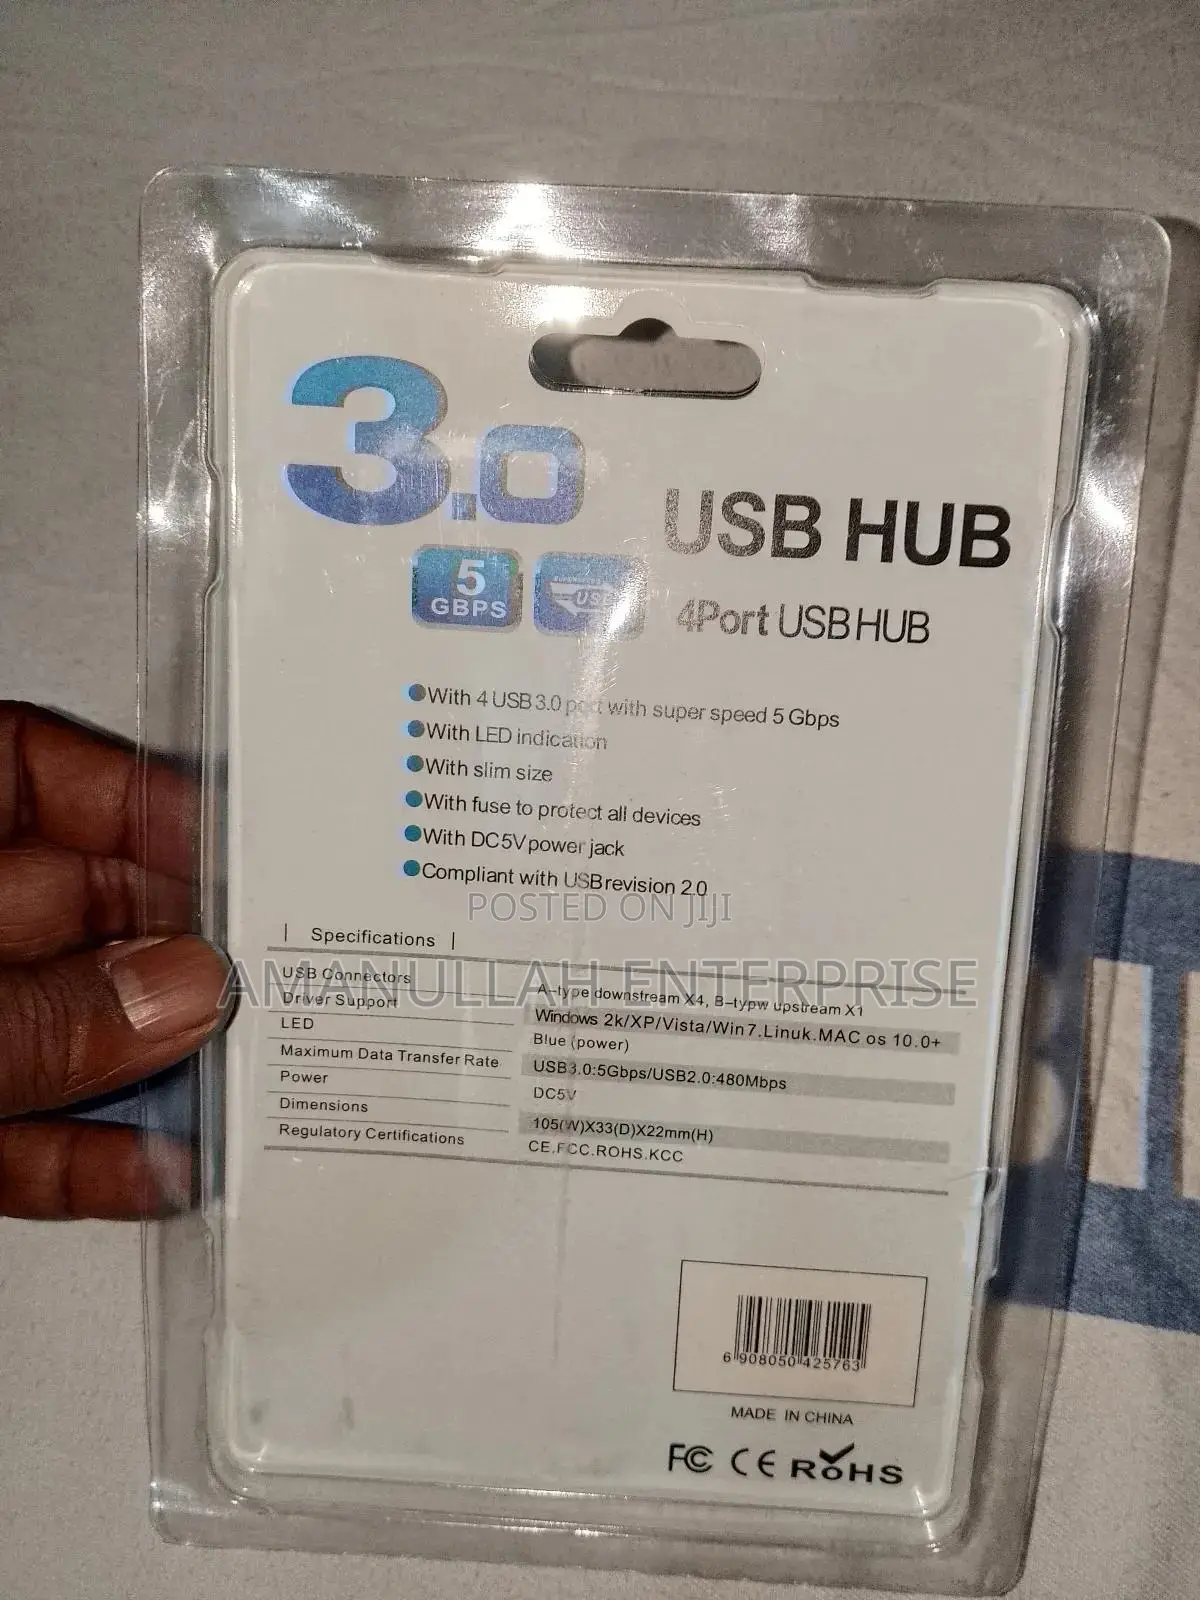 3.0
5
GBPS
SUPERSPEED
USB
USB HUB
4Port USB HUB
With 4 USB 3.0 port with super speed 5 Gbps
With LED indication
With slim size
With fuse to protect all devices
With DC5V power jack
Compliant with USB revision 2.0
POSTED ON JIJI
AMANULLAH ENTERPRISE
| Specifications |
USB Connectors A-type downstream X4, B-typw upstream X1
Driver Support Windows 2k/XP/Vista/Win7.Linuk.MAC os 10.0+
LED Blue (power)
Maximum Data Transfer Rate USB3.0:5Gbps/USB2.0:480Mbps
Power DC5V
Dimensions 105(W)X33(D)X22mm(H)
Regulatory Certifications CE.FCC.ROHS.KCC
6 908050 425763
MADE IN CHINA
FC CE ROHS